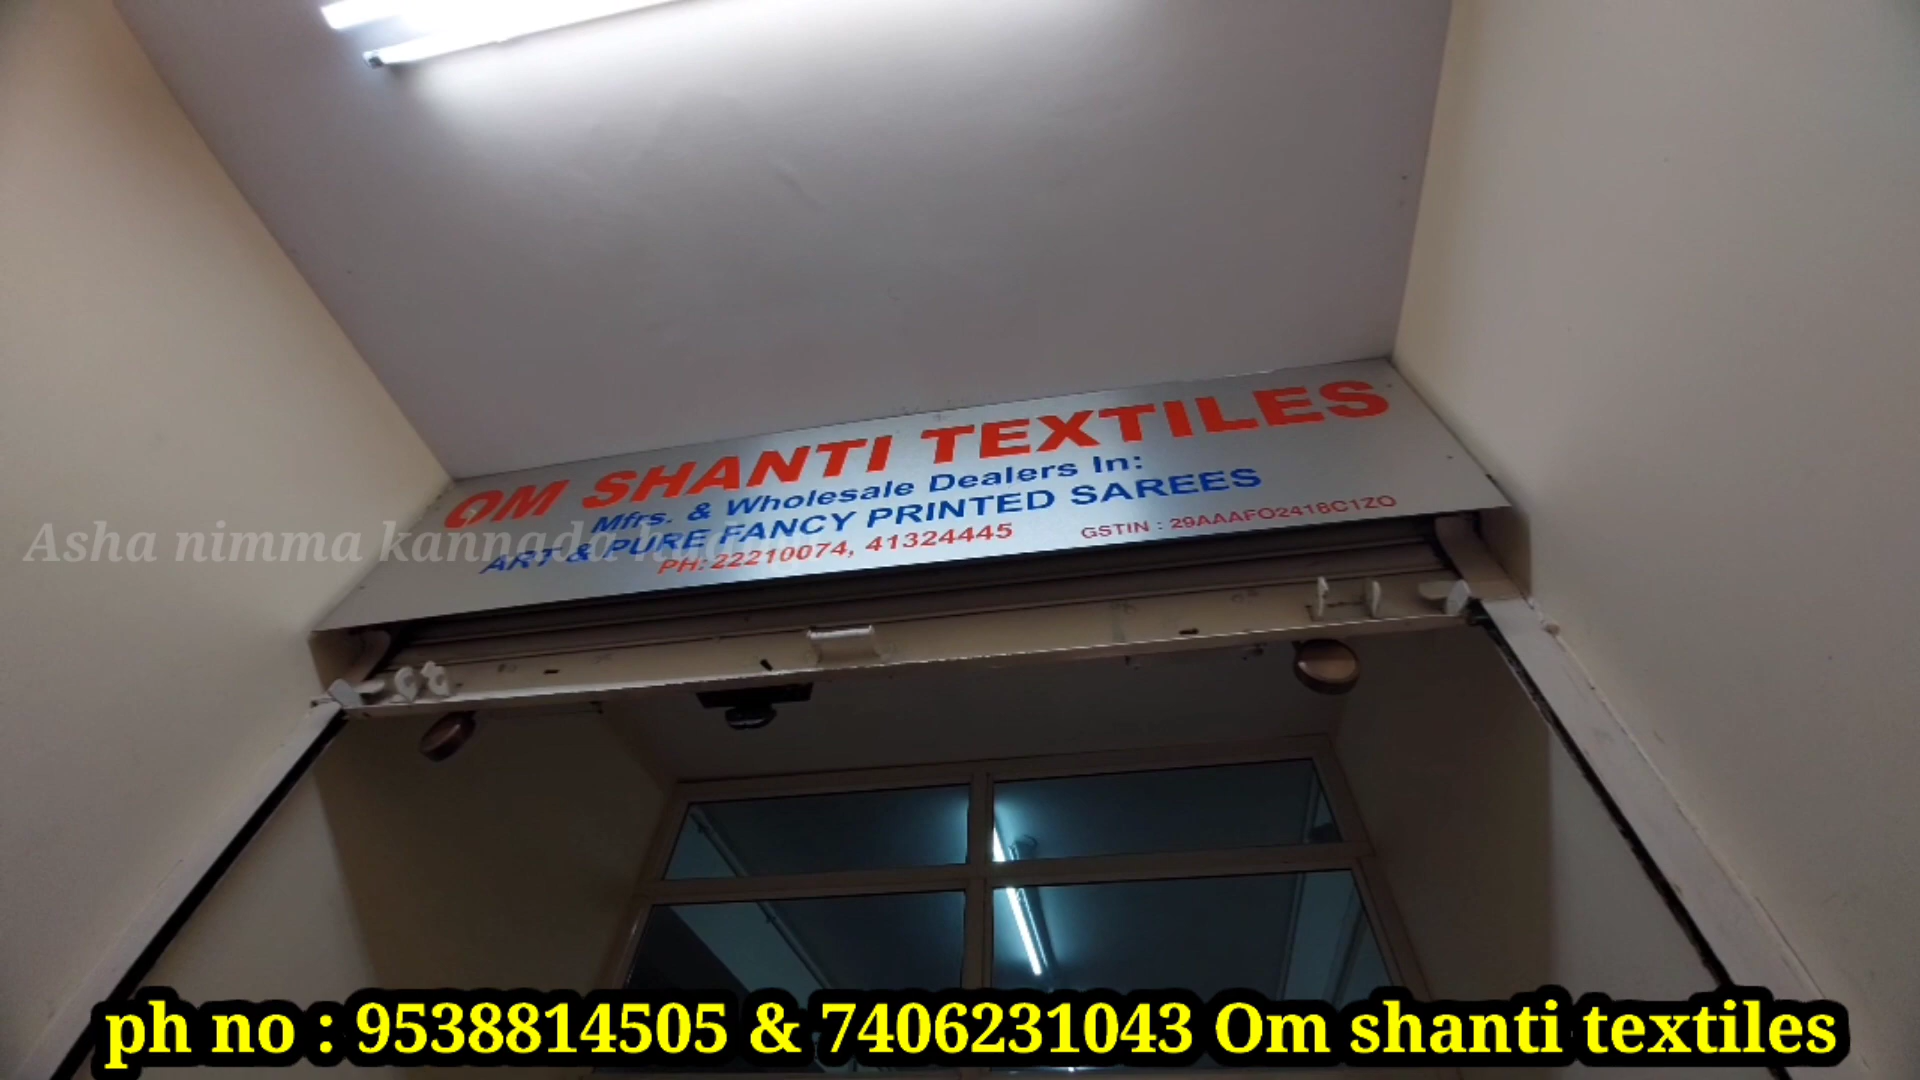 OM SHANTI TEXTILES
Mfrs. & Wholesale Dealers In:
ART & PURE FANCY PRINTED SAREES
PH: 22210074, 41324445
GSTIN : 29AAAFO2418C1ZO
Asha nimma kannada
ph no : 9538814505 & 7406231043 Om shanti textiles